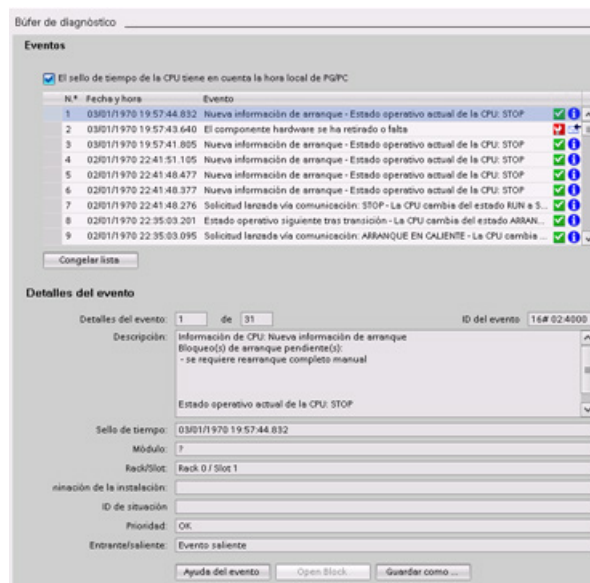 Búfer de diagnóstico
Eventos
El sello de tiempo de la CPU tiene en cuenta la hora local de PG/PC
N.º Fecha y hora Evento
1 03/01/1970 19:57:44.832 Nueva información de arranque - Estado operativo actual de la CPU: STOP
2 03/01/1970 19:57:43.640 El componente hardware se ha retirado o falta
3 03/01/1970 19:57:41.805 Nueva información de arranque - Estado operativo actual de la CPU: STOP
4 02/01/1970 22:41:51.105 Nueva información de arranque - Estado operativo actual de la CPU: STOP
5 02/01/1970 22:41:48.477 Nueva información de arranque - Estado operativo actual de la CPU: STOP
6 02/01/1970 22:41:48.377 Nueva información de arranque - Estado operativo actual de la CPU: STOP
7 02/01/1970 22:41:48.276 Solicitud lanzada vía comunicación: STOP - La CPU cambia del estado RUN a S...
8 02/01/1970 22:35:03.201 Estado operativo siguiente tras transición - La CPU cambia del estado ARRAN...
9 02/01/1970 22:35:03.095 Solicitud lanzada vía comunicación: ARRANQUE EN CALIENTE - La CPU cambia ...
Congelar lista
Detalles del evento
Detalles del evento: 1 de 31 ID del evento 16# 02:4000
Descripción: Información de CPU: Nueva información de arranque
Bloqueo(s) de arranque pendiente(s):
- se requiere rearranque completo manual
Estado operativo actual de la CPU: STOP
Sello de tiempo: 03/01/1970 19:57:44.832
Módulo: ?
Rack/Slot: Rack 0 / Slot 1
ninación de la instalación:
ID de situación
Prioridad: OK
Entrante/saliente: Evento saliente
Ayuda del evento Open Block Guardar como ...